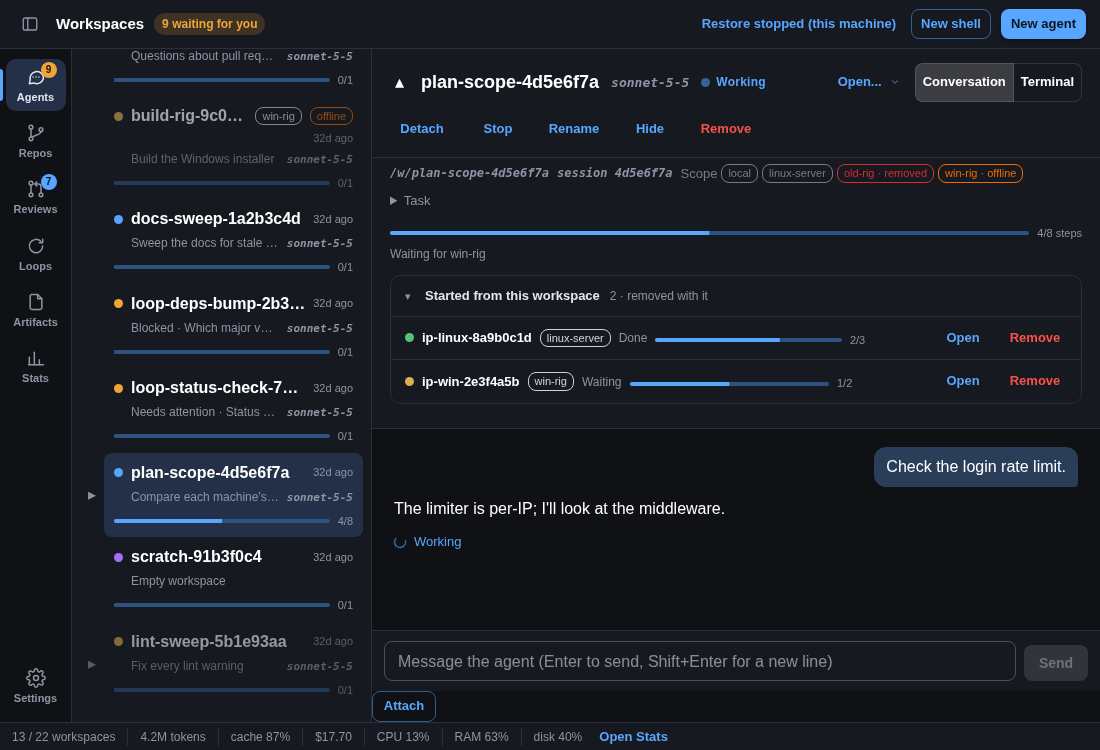 Workspaces
9 waiting for you
Restore stopped (this machine)
New shell
New agent
9
Agents
Repos
7
Reviews
Loops
Artifacts
Stats
Settings
Questions about pull req… sonnet-5-5
0/1
build-rig-9c0… win-rig offline
32d ago
Build the Windows installer sonnet-5-5
0/1
docs-sweep-1a2b3c4d 32d ago
Sweep the docs for stale … sonnet-5-5
0/1
loop-deps-bump-2b3… 32d ago
Blocked · Which major v… sonnet-5-5
0/1
loop-status-check-7… 32d ago
Needs attention · Status … sonnet-5-5
0/1
plan-scope-4d5e6f7a 32d ago
Compare each machine's… sonnet-5-5
4/8
scratch-91b3f0c4 32d ago
Empty workspace
0/1
lint-sweep-5b1e93aa 32d ago
Fix every lint warning sonnet-5-5
0/1
plan-scope-4d5e6f7a sonnet-5-5 Working
Open...
Conversation Terminal
Detach Stop Rename Hide Remove
/w/plan-scope-4d5e6f7a session 4d5e6f7a Scope local linux-server old-rig · removed win-rig · offline
Task
4/8 steps
Waiting for win-rig
Started from this workspace 2 · removed with it
ip-linux-8a9b0c1d linux-server Done 2/3 Open Remove
ip-win-2e3f4a5b win-rig Waiting 1/2 Open Remove
Check the login rate limit.
The limiter is per-IP; I'll look at the middleware.
Working
Message the agent (Enter to send, Shift+Enter for a new line)
Send
Attach
13 / 22 workspaces 4.2M tokens cache 87% $17.70 CPU 13% RAM 63% disk 40% Open Stats